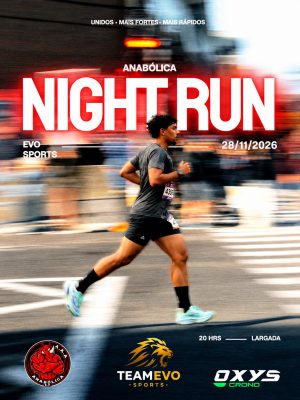 UNIDOS • MAIS FORTES • MAIS RÁPIDOS
ANABÓLICA
NIGHT RUN
EVO
SPORTS
28/11/2026
20 HRS
LARGADA
A.A.A.
ANABÓLICA
TEAMEVO
SPORTS
OXYS
CRONO